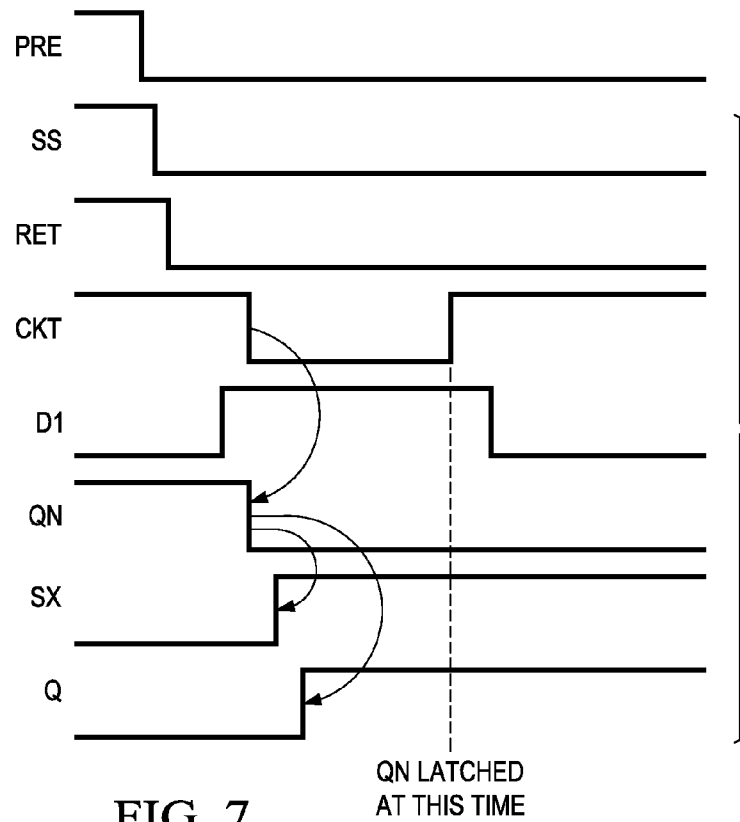 PRE
SS
RET
CKT
D1
QN
SX
Q
QN LATCHED
AT THIS TIME
FIG. 7